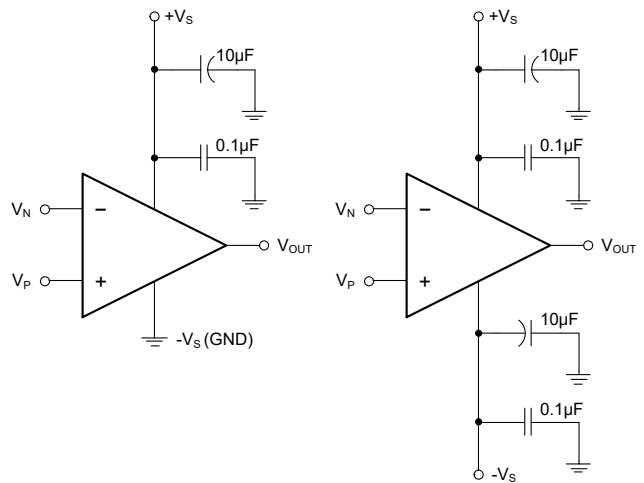 +VS
10µF
0.1µF
VN
−
VP
+
VOUT
-VS (GND)
+VS
10µF
0.1µF
VN
−
VP
+
VOUT
10µF
0.1µF
-VS